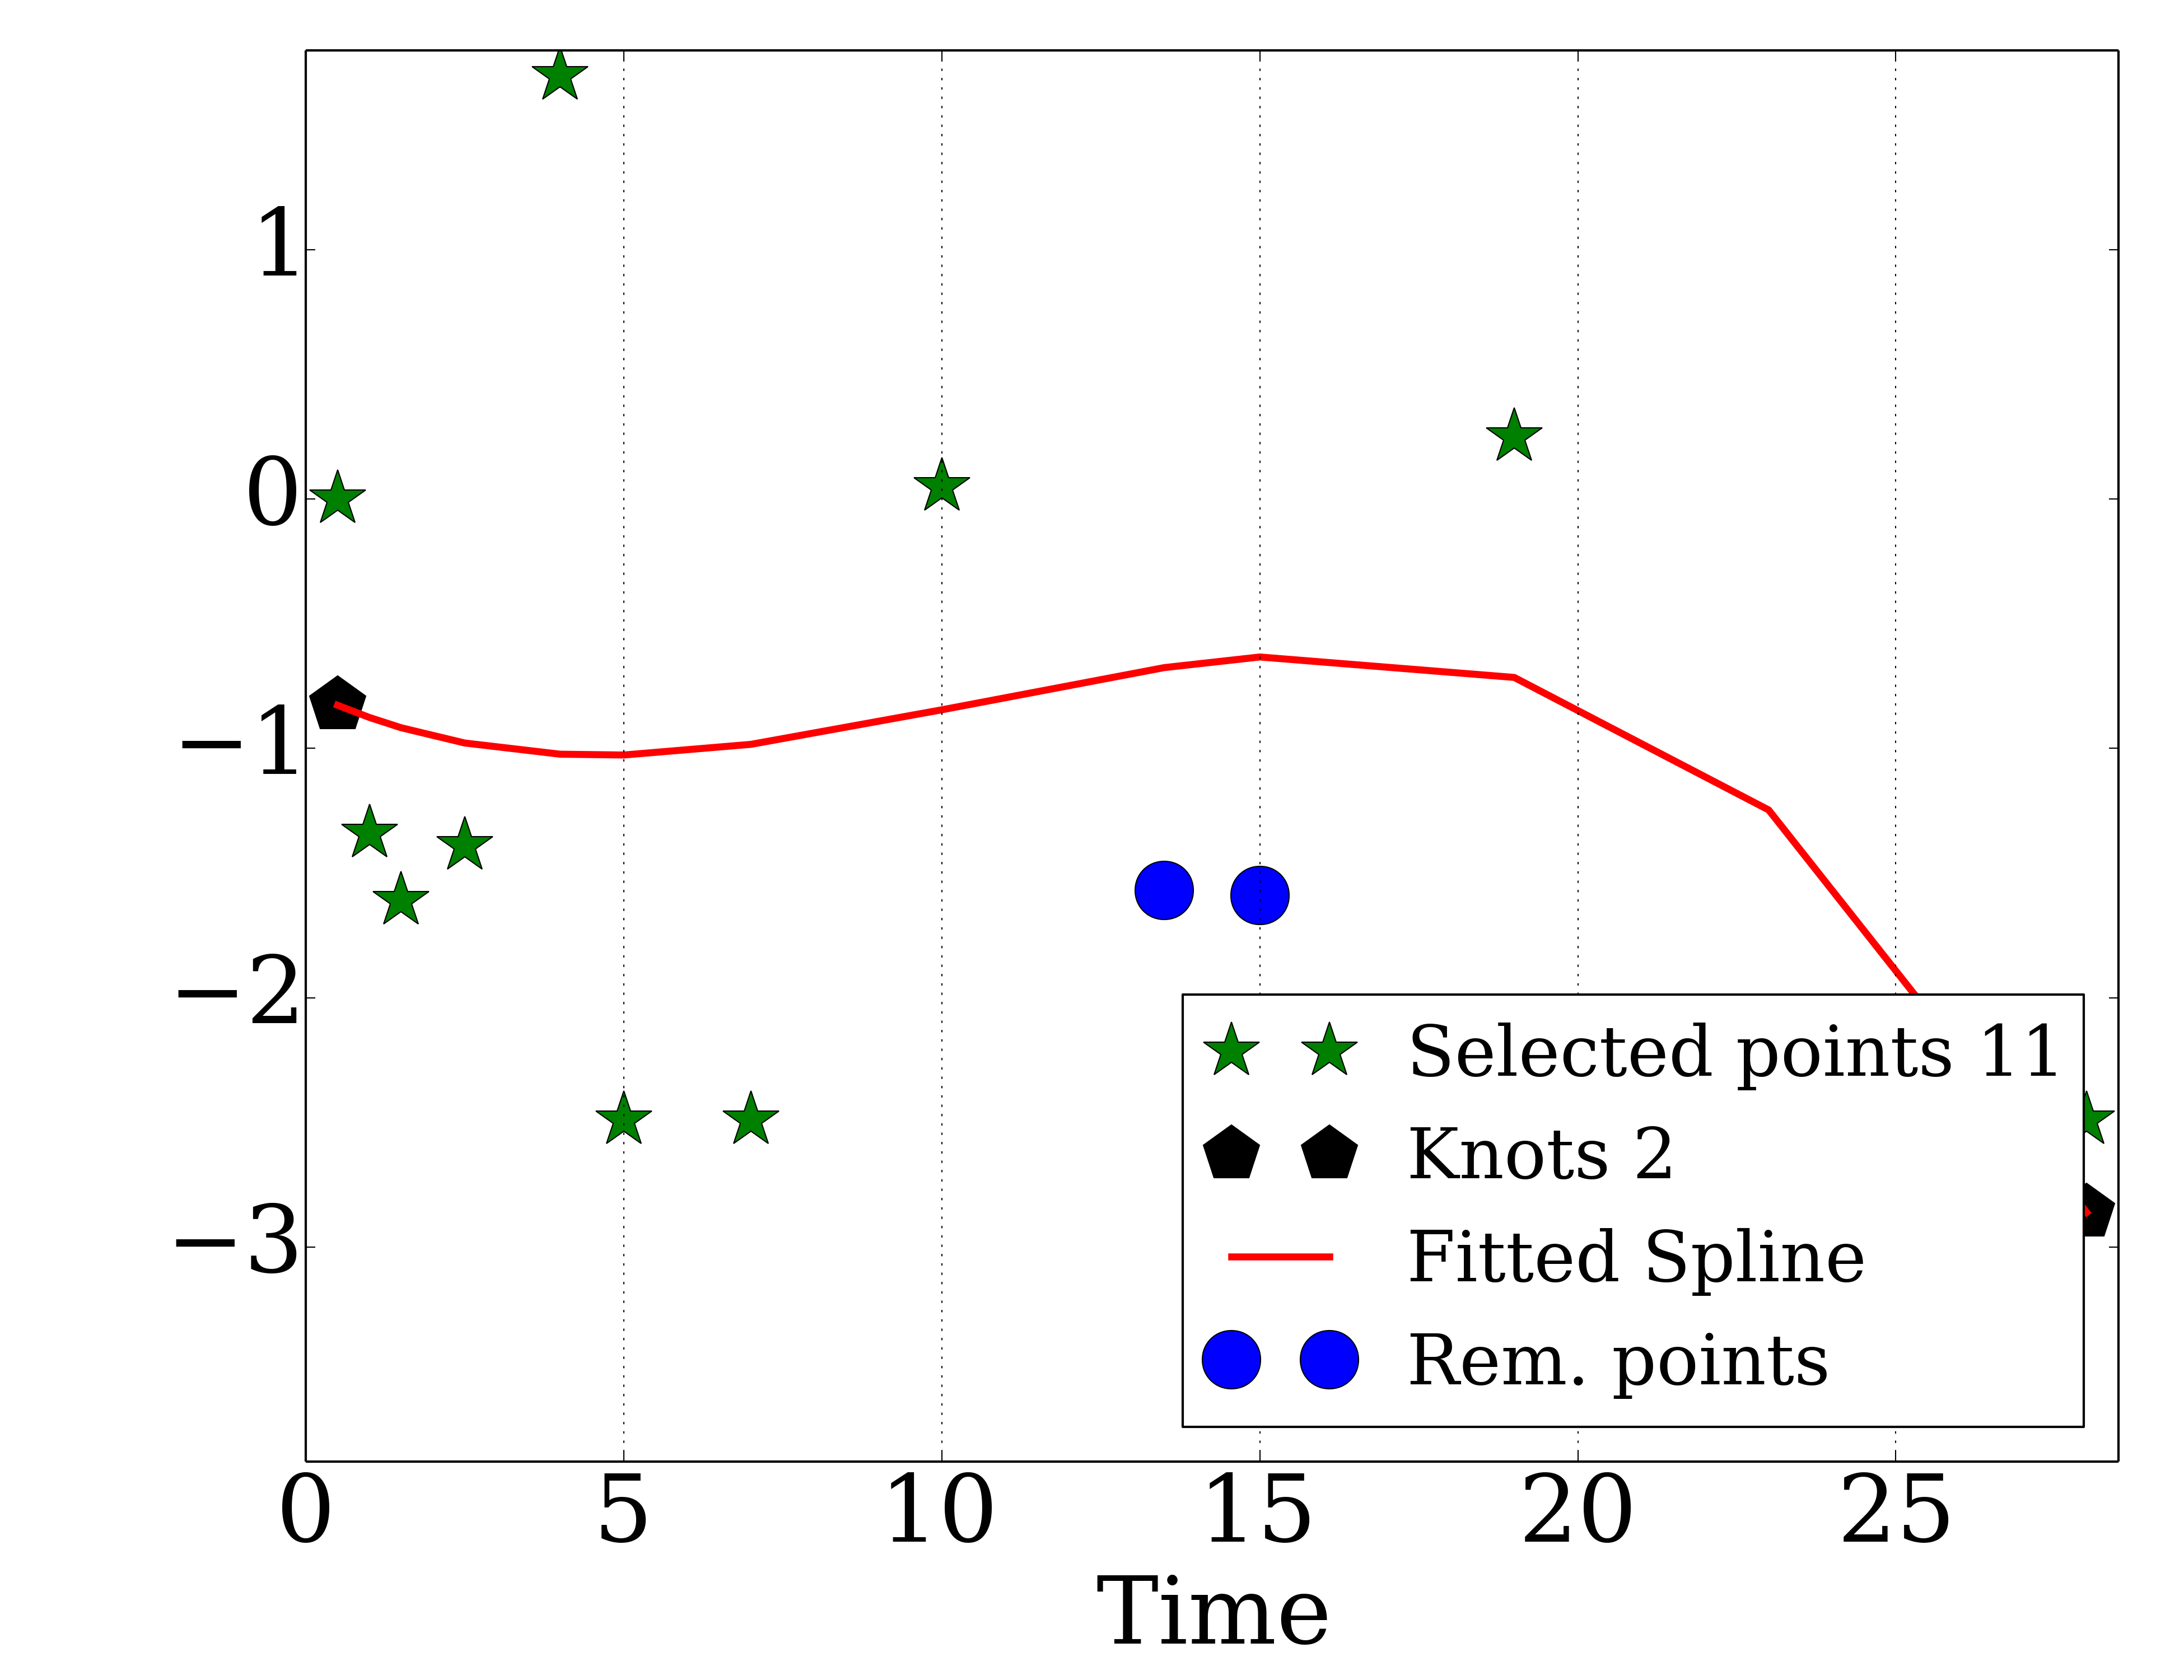 1
0
−1
−2
−3
Selected points 11
Knots 2
Fitted Spline
Rem. points
0 5 10 15 20 25
Time